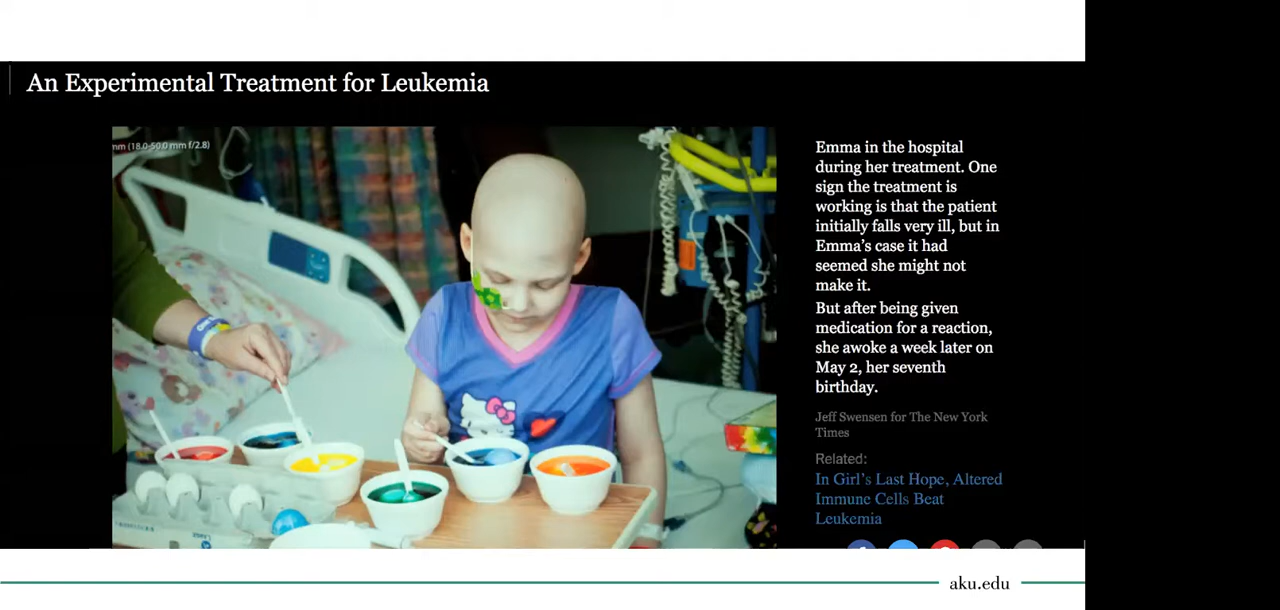 An Experimental Treatment for Leukemia
mm (18.0-50.0 mm f/2.8)
Emma in the hospital
during her treatment. One
sign the treatment is
working is that the patient
initially falls very ill, but in
Emma's case it had
seemed she might not
make it.
But after being given
medication for a reaction,
she awoke a week later on
May 2, her seventh
birthday.
Jeff Swensen for The New York
Times
Related:
In Girl's Last Hope, Altered
Immune Cells Beat
Leukemia
aku.edu